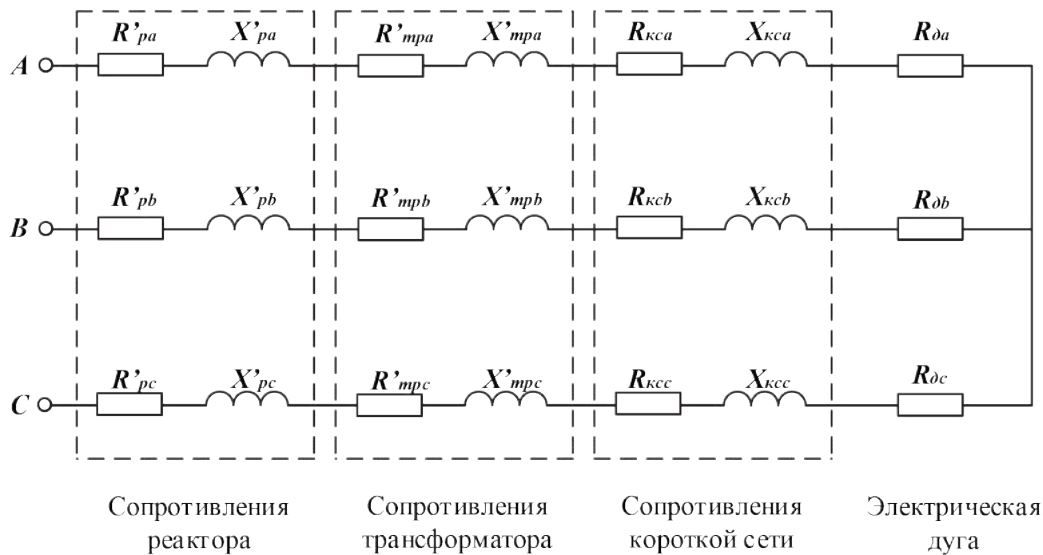 R'ра X'ра R'тра X'тра Rкса Xкса Rда
A
R'рb X'рb R'трb X'трb Rксb Xксb Rдb
B
R'рc X'рc R'трc X'трc Rксc Xксc Rдc
C
Сопротивления реактора
Сопротивления трансформатора
Сопротивления короткой сети
Электрическая дуга